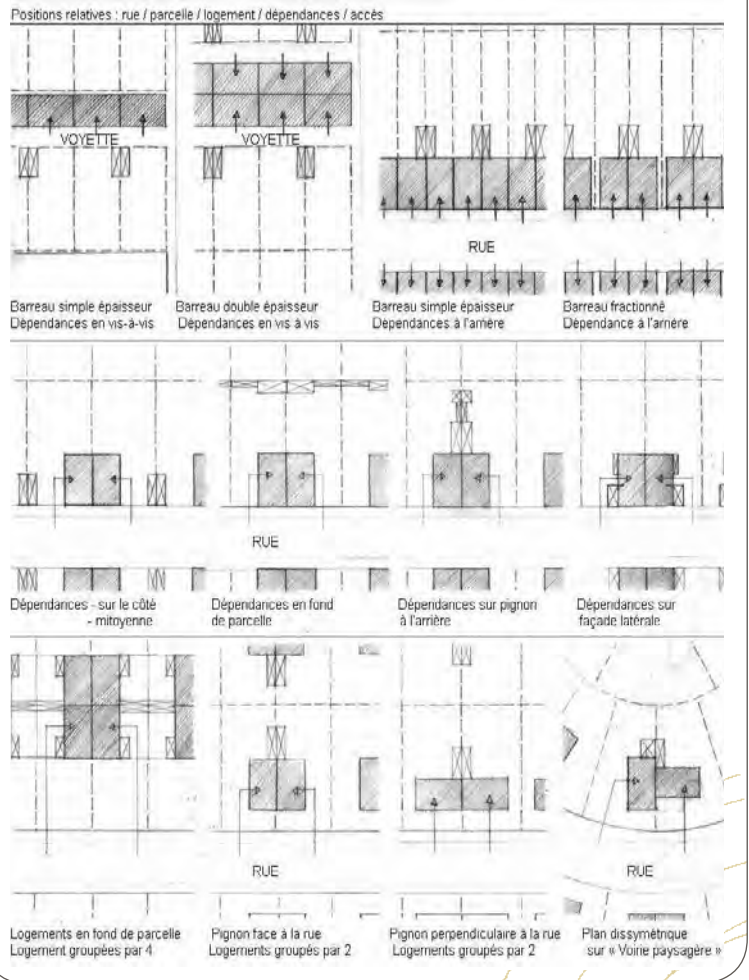 Positions relatives : rue / parcelle / logement / dépendances / accès
VOYETTE
VOYETTE
RUE
Barreau simple épaisseur
Dépendances en vis-à-vis
Barreau double épaisseur
Dépendances en vis à vis
Barreau simple épaisseur
Dépendances à l'arrière
Barreau fractionné
Dépendance à l'arrière
RUE
Dépendances - sur le côté
- mitoyenne
Dépendances en fond
de parcelle
Dépendances sur pignon
à l'arrière
Dépendances sur
façade latérale
RUE
RUE
Logements en fond de parcelle
Logement groupées par 4
Pignon face à la rue
Logements groupés par 2
Pignon perpendiculaire à la rue
Logements groupés par 2
Plan dissymétrique
sur « Voirie paysagère »